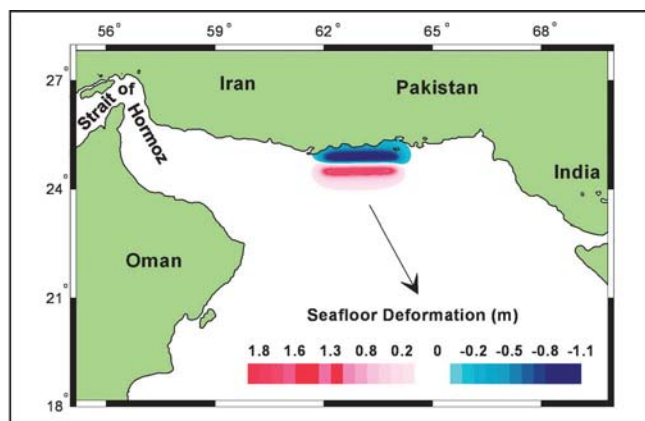 56° 59° 62° 65° 68°
27°
Iran
Pakistan
Strait of
Hormoz
24°
India
Oman
21°
Seafloor Deformation (m)
1.8 1.6 1.3 0.8 0.2 0 -0.2 -0.5 -0.8 -1.1
18°